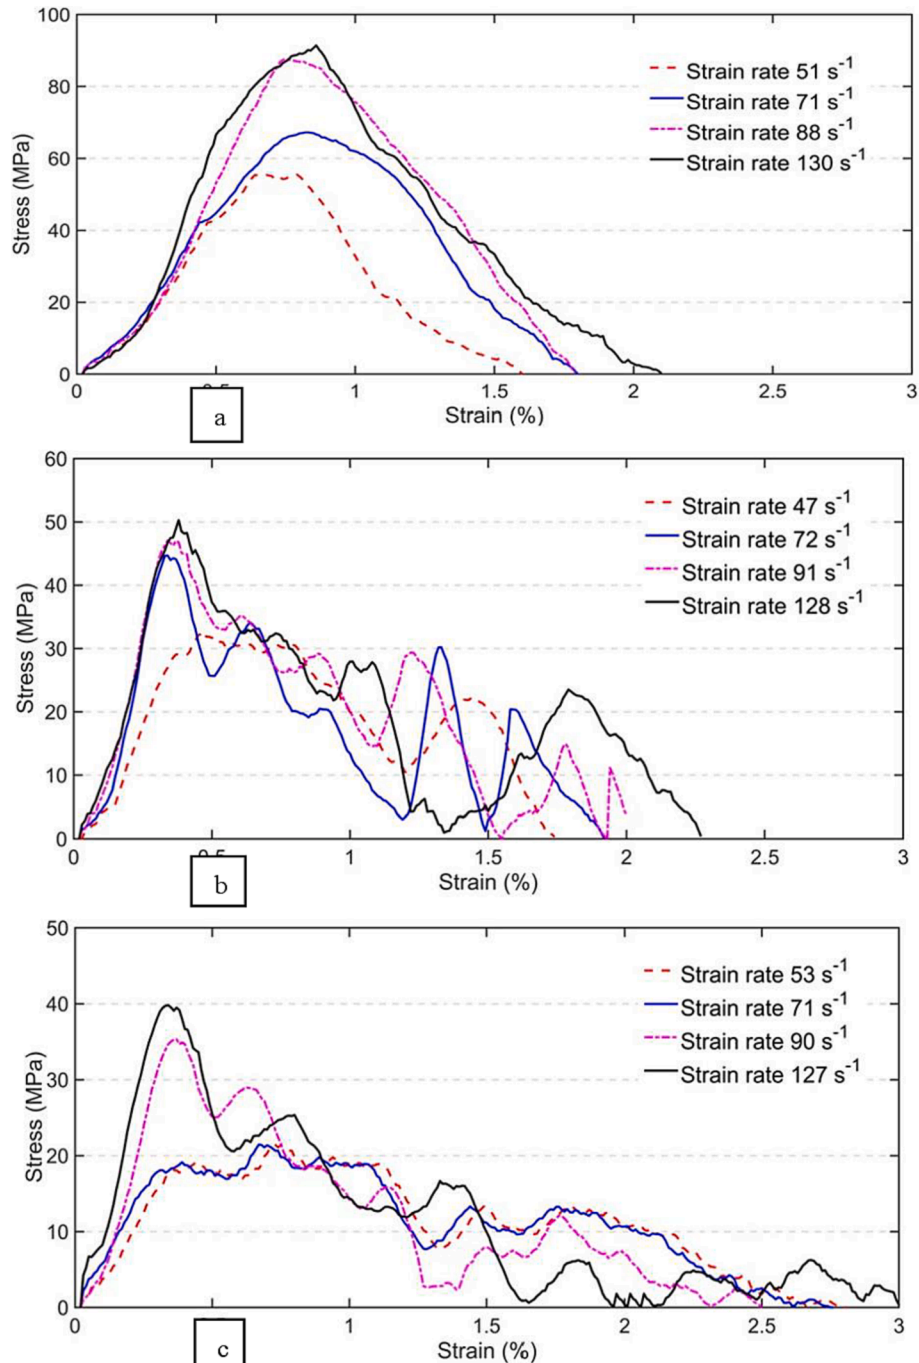 100
80
60
40
20
0
Stress (MPa)
Strain rate 51 s⁻¹
Strain rate 71 s⁻¹
Strain rate 88 s⁻¹
Strain rate 130 s⁻¹
0 1 1.5 2 2.5 3
a
Strain (%)
60
50
40
30
20
10
0
Stress (MPa)
Strain rate 47 s⁻¹
Strain rate 72 s⁻¹
Strain rate 91 s⁻¹
Strain rate 128 s⁻¹
0 1 1.5 2 2.5 3
b
Strain (%)
50
40
30
20
10
0
Stress (MPa)
Strain rate 53 s⁻¹
Strain rate 71 s⁻¹
Strain rate 90 s⁻¹
Strain rate 127 s⁻¹
0 1 1.5 2 2.5 3
c
Strain (%)